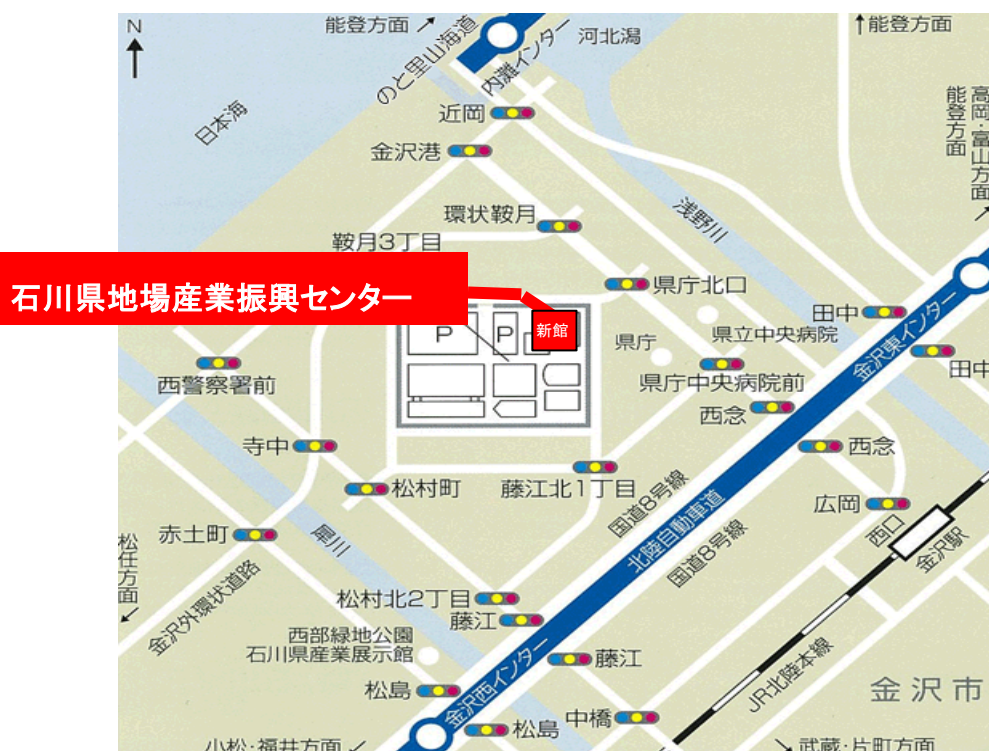 N
能登方面
のと里山海道
内灘インター
河北潟
能登方面
高岡・富山方面
能登方面
日本海
近岡
金沢港
環状鞍月
浅野川
鞍月3丁目
石川県地場産業振興センター
県庁北口
田中
P
P
新館
県庁
県立中央病院
金沢東インター
田中
西警察署前
県庁中央病院前
西念
寺中
西念
松村町
藤江北1丁目
国道8号線
北陸自動車道
国道8号線
広岡
西口
金沢駅
赤土町
犀川
松任方面
金沢外環状道路
松村北2丁目
藤江
西部緑地公園
石川県産業展示館
藤江
松島
金沢西インター
JR北陸本線
金沢市
松島
中橋
小松・福井方面
武蔵・片町方面